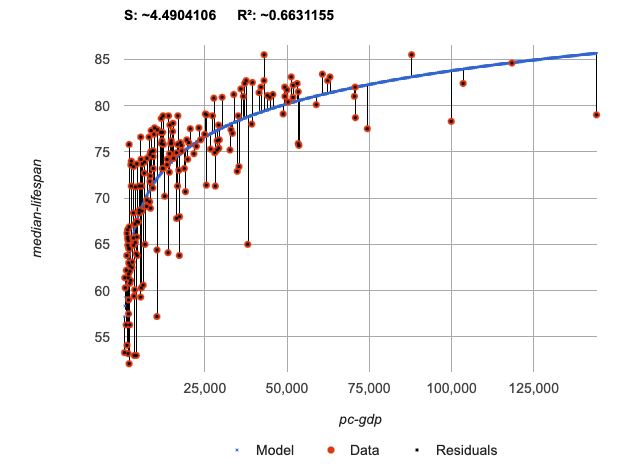 S: ~4.4904106 R²: ~0.6631155
85
80
75
70
65
60
55
median-lifespan
25,000 50,000 75,000 100,000 125,000
pc-gdp
Model Data Residuals